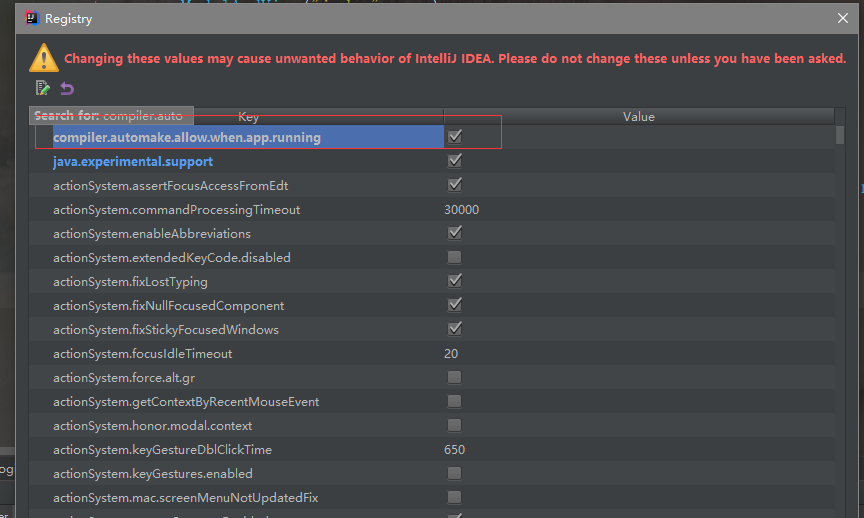 Registry
Changing these values may cause unwanted behavior of IntelliJ IDEA. Please do not change these unless you have been asked.
Search for: compiler.auto
Key Value
compiler.automake.allow.when.app.running
java.experimental.support
actionSystem.assertFocusAccessFromEdt
actionSystem.commandProcessingTimeout 30000
actionSystem.enableAbbreviations
actionSystem.extendedKeyCode.disabled
actionSystem.fixLostTyping
actionSystem.fixNullFocusedComponent
actionSystem.fixStickyFocusedWindows
actionSystem.focusIdleTimeout 20
actionSystem.force.alt.gr
actionSystem.getContextByRecentMouseEvent
actionSystem.honor.modal.context
actionSystem.keyGestureDblClickTime 650
actionSystem.keyGestures.enabled
actionSystem.mac.screenMenuNotUpdatedFix